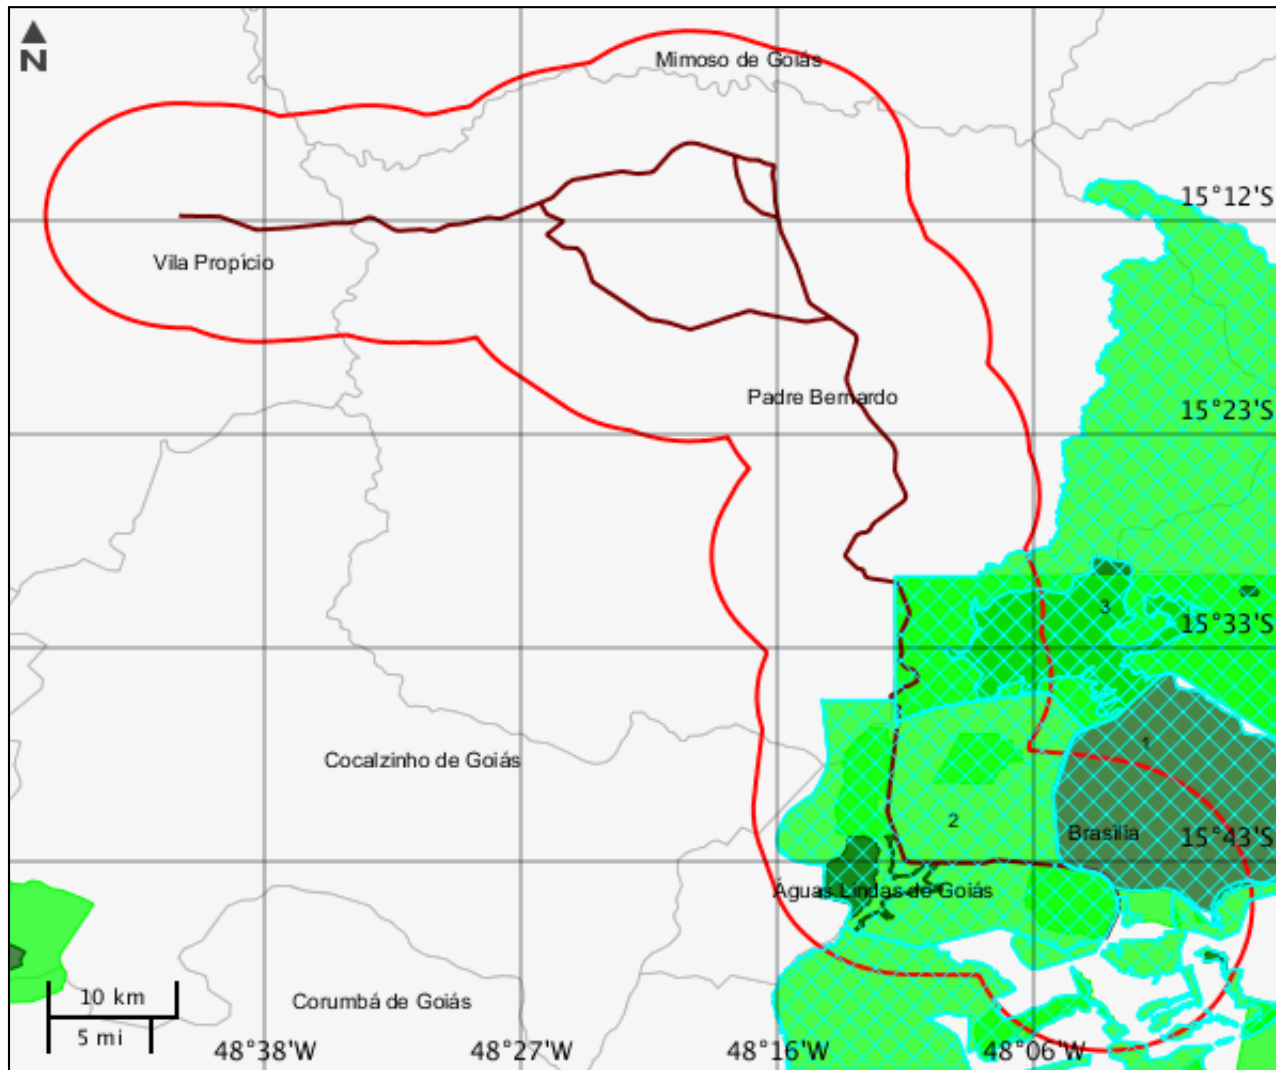 N
Mimoso de Goiás
15°12'S
Vila Propício
Padre Bernardo
15°23'S
3
15°33'S
1
Cocalzinho de Goiás
2
Brasília
15°43'S
Águas Lindas de Goiás
10 km
Corumbá de Goiás
5 mi
48°38'W
48°27'W
48°16'W
48°06'W